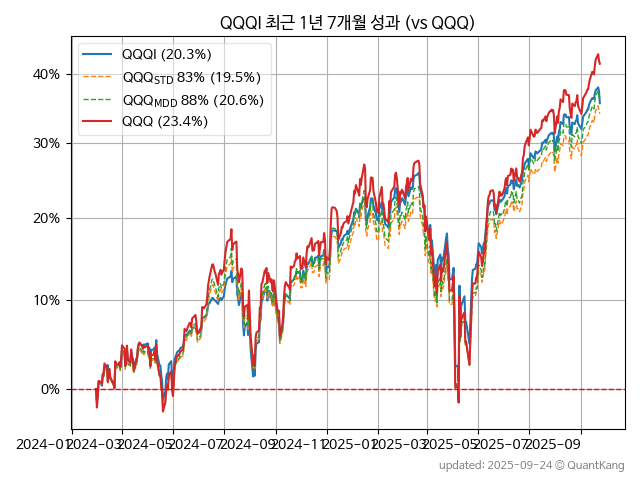 QQQI 최근 1년 7개월 성과 (vs QQQ)
QQQI (20.3%)
QQQSTD 83% (19.5%)
QQQMDD 88% (20.6%)
QQQ (23.4%)
40%
30%
20%
10%
0%
2024-01 2024-03 2024-05 2024-07 2024-09 2024-11 2025-01 2025-03 2025-05 2025-07 2025-09
updated: 2025-09-24 © QuantKang